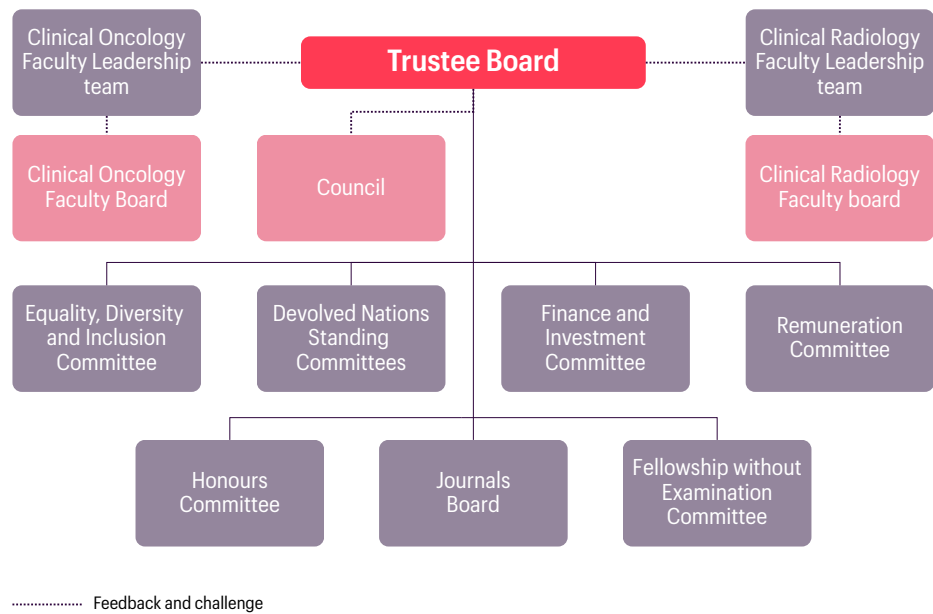 Clinical Oncology
Faculty Leadership
team
Trustee Board
Clinical Radiology
Faculty Leadership
team
Clinical Oncology
Faculty Board
Council
Clinical Radiology
Faculty board
Equality, Diversity
and Inclusion
Committee
Devolved Nations
Standing
Committees
Finance and
Investment
Committee
Remuneration
Committee
Honours
Committee
Journals
Board
Fellowship without
Examination
Committee
Feedback and challenge